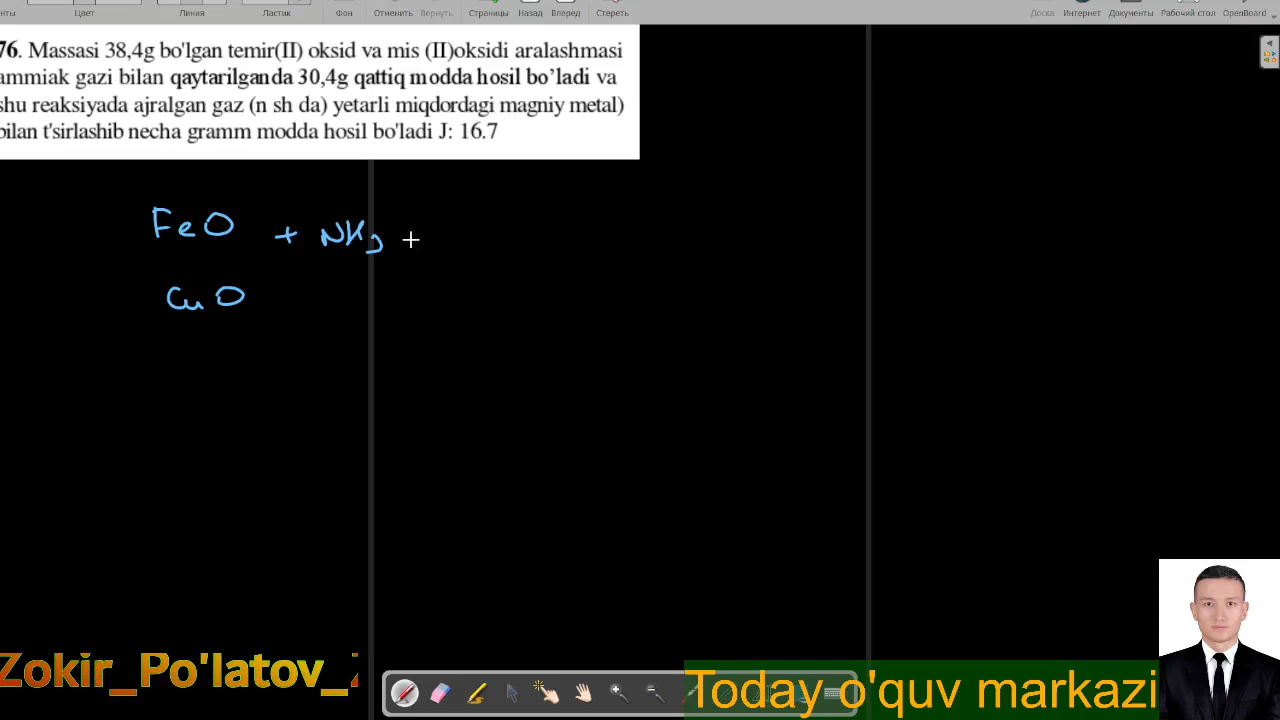 енты Цвет Линия Ластик Фон Отменить Вернуть Страницы Назад Вперед Стереть Доска Интернет Документы Рабочий стол OpenBoard
76. Massasi 38,4g bo'lgan temir(II) oksid va mis (II)oksidi aralashmasi
ammiak gazi bilan qaytarilganda 30,4g qattiq modda hosil bo’ladi va
shu reaksiyada ajralgan gaz (n sh da) yetarli miqdordagi magniy metal)
bilan t'sirlashib necha gramm modda hosil bo'ladi J: 16.7
FeO + NH3
CuO
Zokir_Po'latov_
Today o'quv markazi